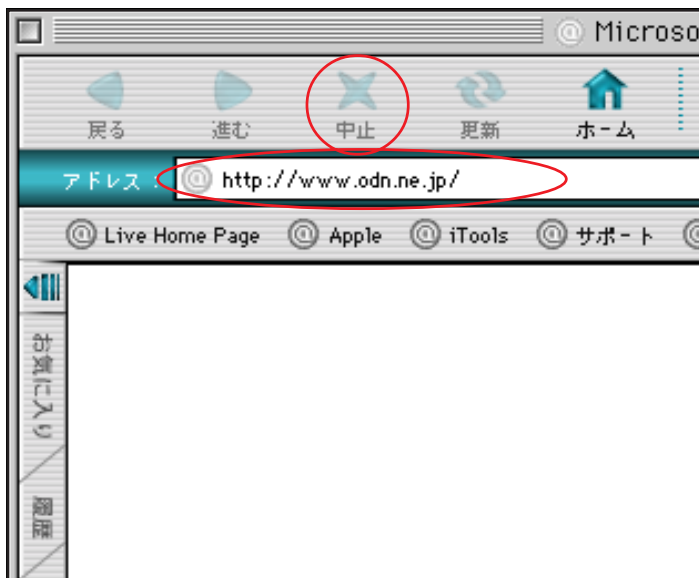 Microso
戻る 進む 中止 更新 ホーム
アドレス： http://www.odn.ne.jp/
Live Home Page Apple iTools サポート
お気に入り
履歴